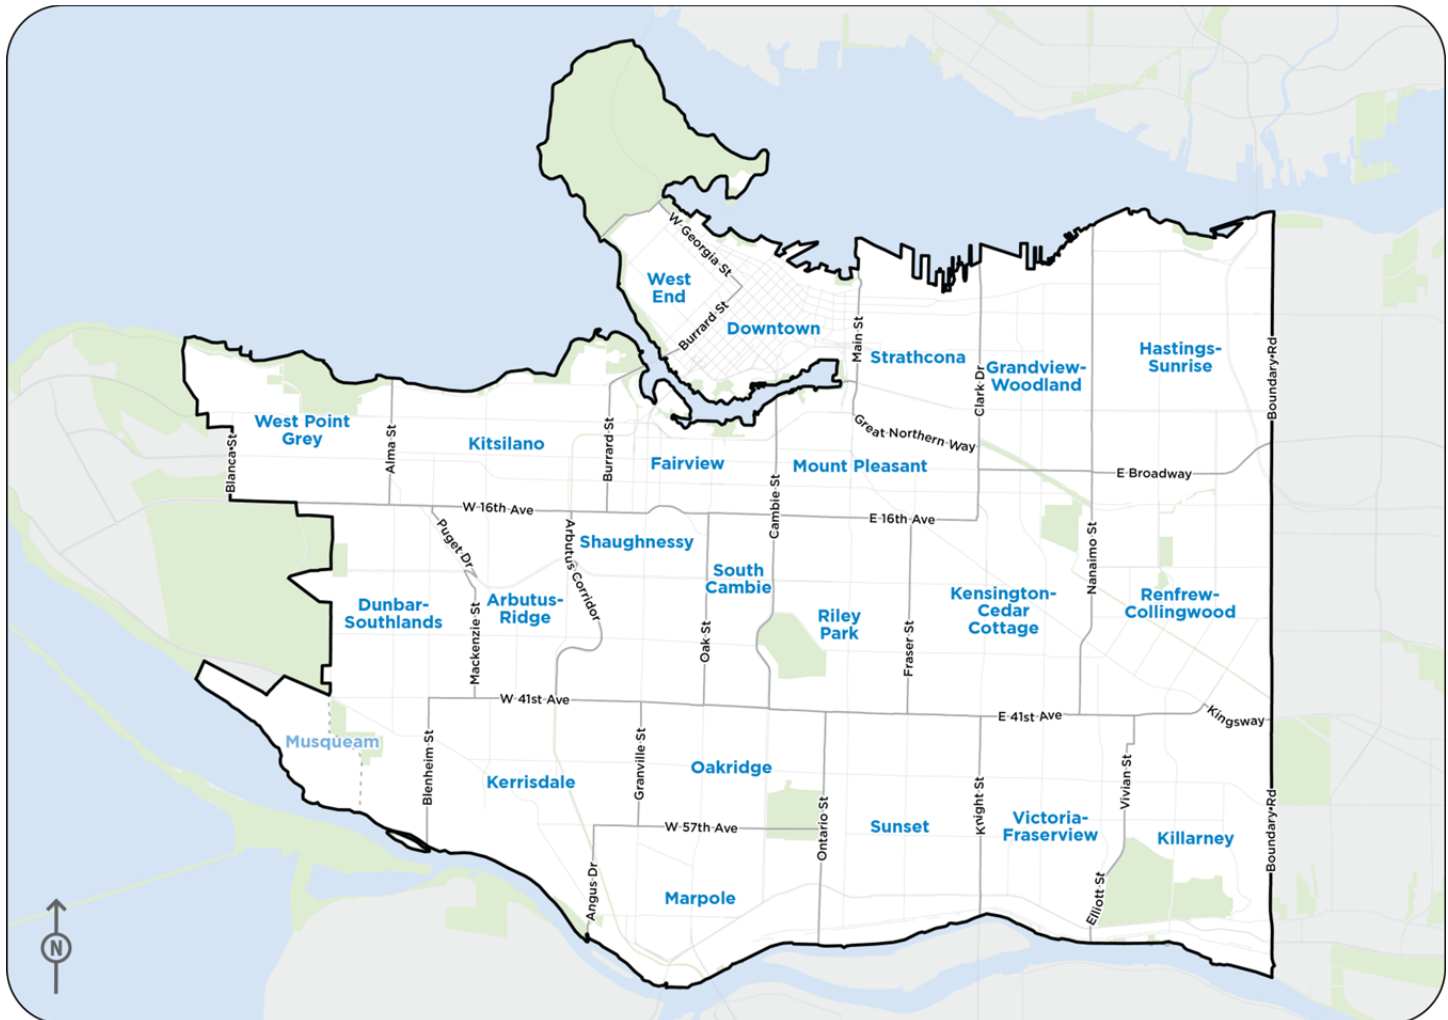 W Georgia St
West
End
Burrard St
Downtown
Main St
Strathcona
Clark Dr
Grandview-
Woodland
Hastings-
Sunrise
Boundary Rd
West Point
Grey
Blanca St
Alma St
Kitsilano
Burrard St
Fairview
Cambie St
Mount Pleasant
Great Northern Way
E Broadway
W 16th Ave
E 16th Ave
Puget Dr
Arbutus Corridor
Shaughnessy
South
Cambie
Nanaimo St
Dunbar-
Southlands
Mackenzie St
Arbutus-
Ridge
Oak St
Riley
Park
Fraser St
Kensington-
Cedar
Cottage
Renfrew-
Collingwood
W 41st Ave
E 41st Ave
Kingsway
Musqueam
Blenheim St
Kerrisdale
Granville St
Oakridge
W 57th Ave
Ontario St
Sunset
Knight St
Victoria-
Fraserview
Vivian St
Killarney
Boundary Rd
Angus Dr
Marpole
Elliott St
N